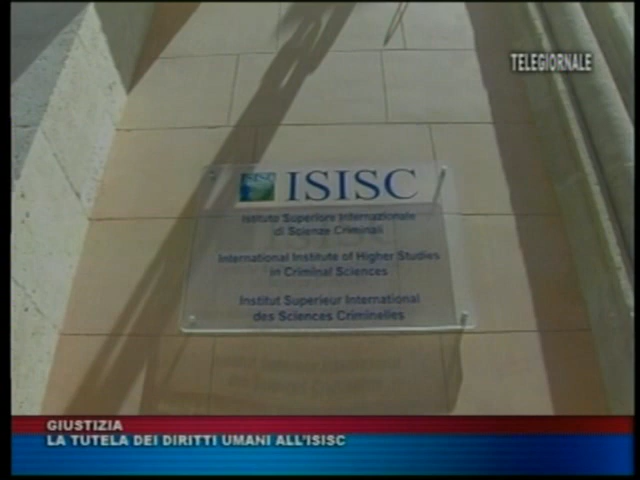 TELEGIORNALE
ISISC ISISC
Istituto Superiore Internazionale
di Scienze Criminali
International Institute of Higher Studies
in Criminal Sciences
Institut Superieur International
des Sciences Criminelles
GIUSTIZIA
LA TUTELA DEI DIRITTI UMANI ALL'ISISC